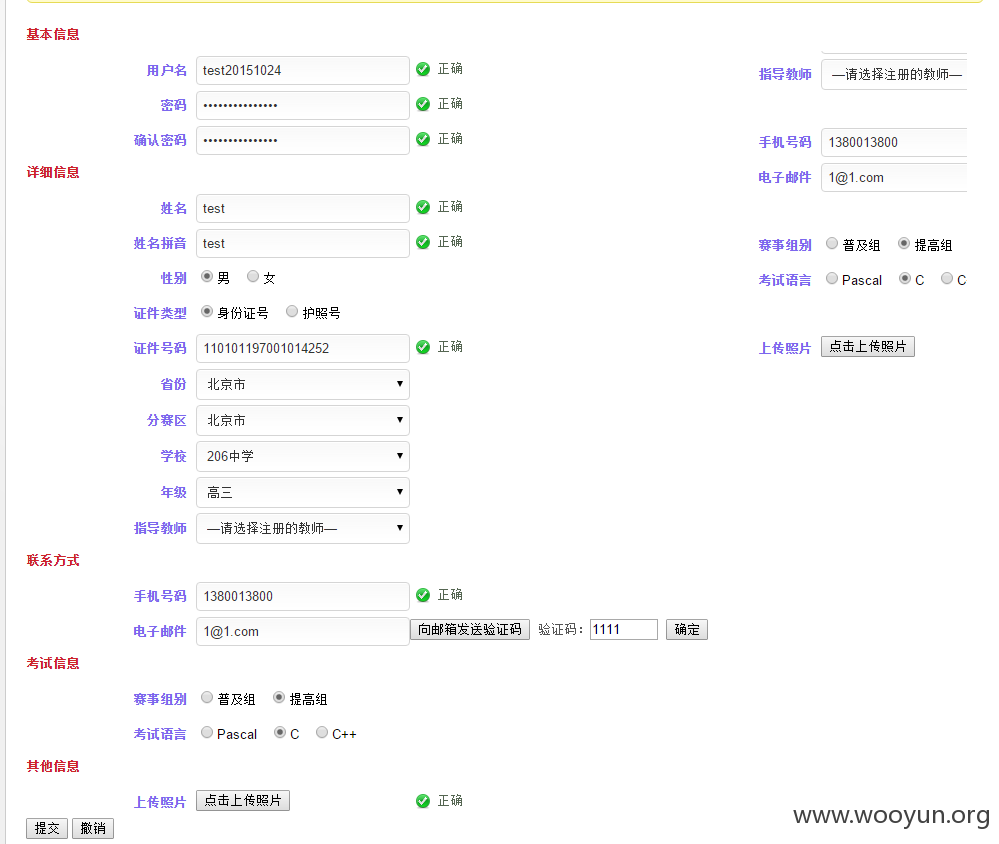 基本信息
用户名 test20151024 正确
指导教师 —请选择注册的教师—
密码 ••••••••••••••• 正确
确认密码 ••••••••••••••• 正确
手机号码 1380013800
详细信息
电子邮件 1@1.com
姓名 test 正确
姓名拼音 test 正确
赛事组别 普及组 提高组
性别 男 女
考试语言 Pascal C C
证件类型 身份证号 护照号
证件号码 110101197001014252 正确
上传照片 点击上传照片
省份 北京市
分赛区 北京市
学校 206中学
年级 高三
指导教师 —请选择注册的教师—
联系方式
手机号码 1380013800 正确
电子邮件 1@1.com 向邮箱发送验证码 验证码: 1111 确定
考试信息
赛事组别 普及组 提高组
考试语言 Pascal C C++
其他信息
上传照片 点击上传照片 正确
提交 撤销
www.wooyun.org